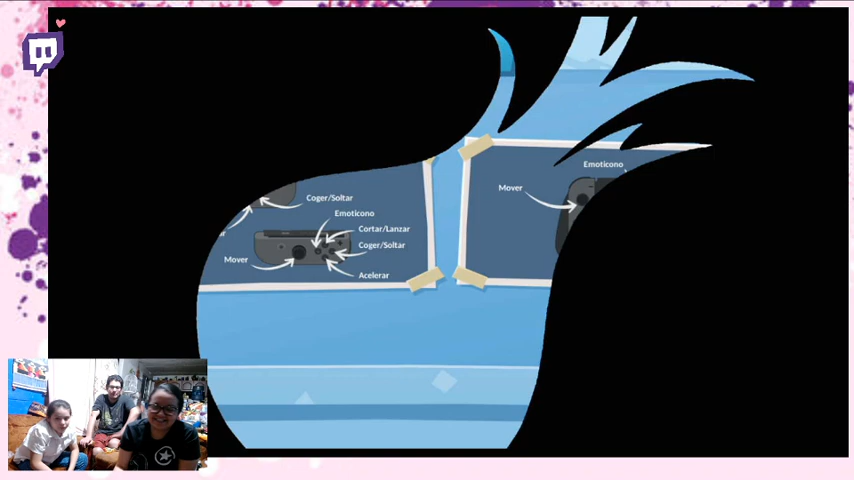 Coger/Soltar
Emoticono
Cortar/Lanzar
Coger/Soltar
Mover
Acelerar
Emoticono
Mover